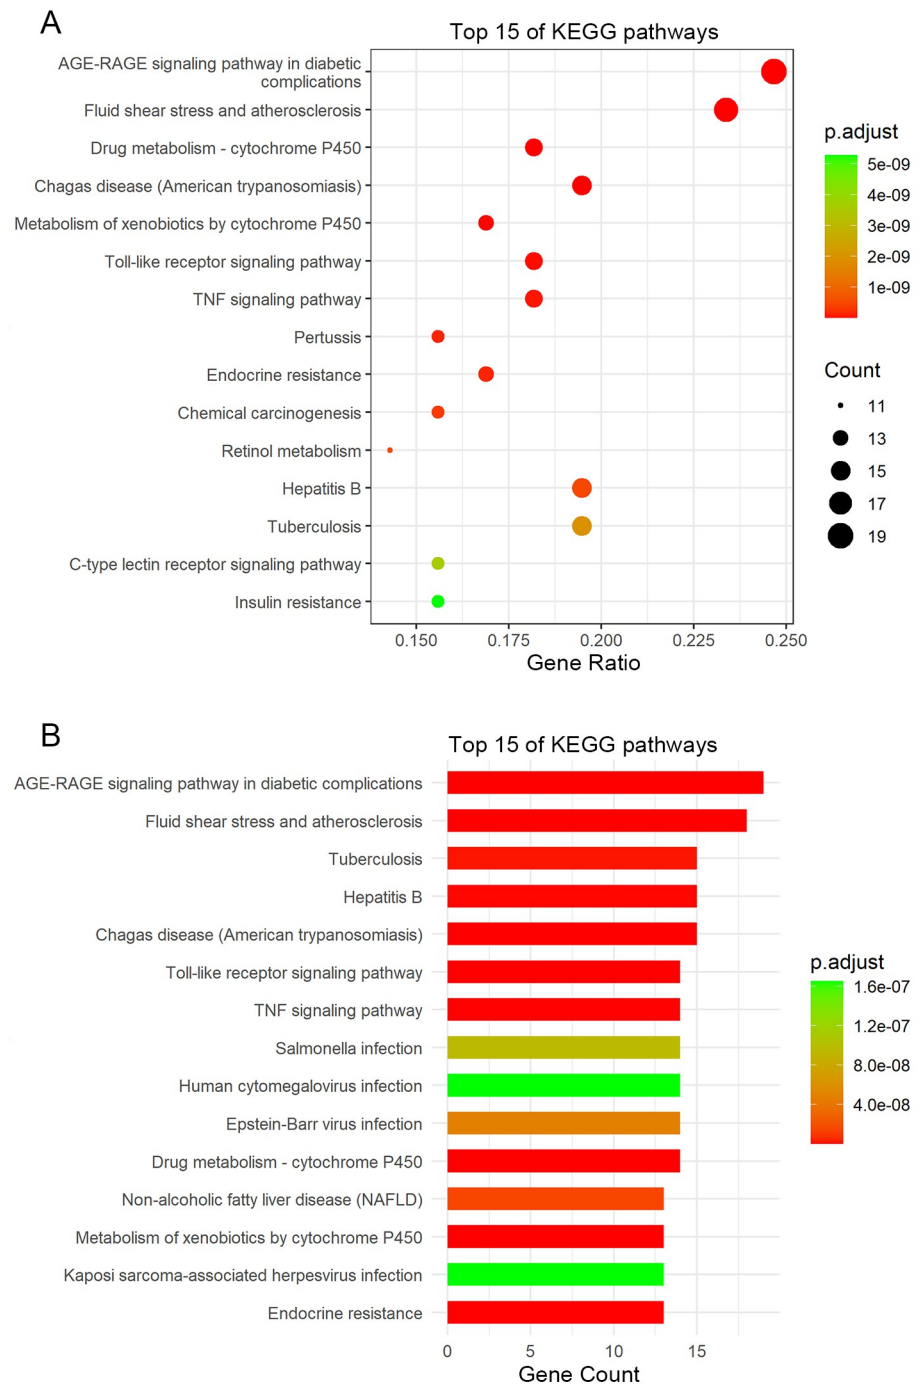 A
Top 15 of KEGG pathways
AGE-RAGE signaling pathway in diabetic
complications
Fluid shear stress and atherosclerosis
Drug metabolism - cytochrome P450
Chagas disease (American trypanosomiasis)
Metabolism of xenobiotics by cytochrome P450
Toll-like receptor signaling pathway
TNF signaling pathway
Pertussis
Endocrine resistance
Chemical carcinogenesis
Retinol metabolism
Hepatitis B
Tuberculosis
C-type lectin receptor signaling pathway
Insulin resistance
0.150 0.175 0.200 0.225 0.250
Gene Ratio
p.adjust
5e-09
4e-09
3e-09
2e-09
1e-09
Count
11
13
15
17
19
B
Top 15 of KEGG pathways
AGE-RAGE signaling pathway in diabetic complications
Fluid shear stress and atherosclerosis
Tuberculosis
Hepatitis B
Chagas disease (American trypanosomiasis)
Toll-like receptor signaling pathway
TNF signaling pathway
Salmonella infection
Human cytomegalovirus infection
Epstein-Barr virus infection
Drug metabolism - cytochrome P450
Non-alcoholic fatty liver disease (NAFLD)
Metabolism of xenobiotics by cytochrome P450
Kaposi sarcoma-associated herpesvirus infection
Endocrine resistance
0 5 10 15
Gene Count
p.adjust
1.6e-07
1.2e-07
8.0e-08
4.0e-08